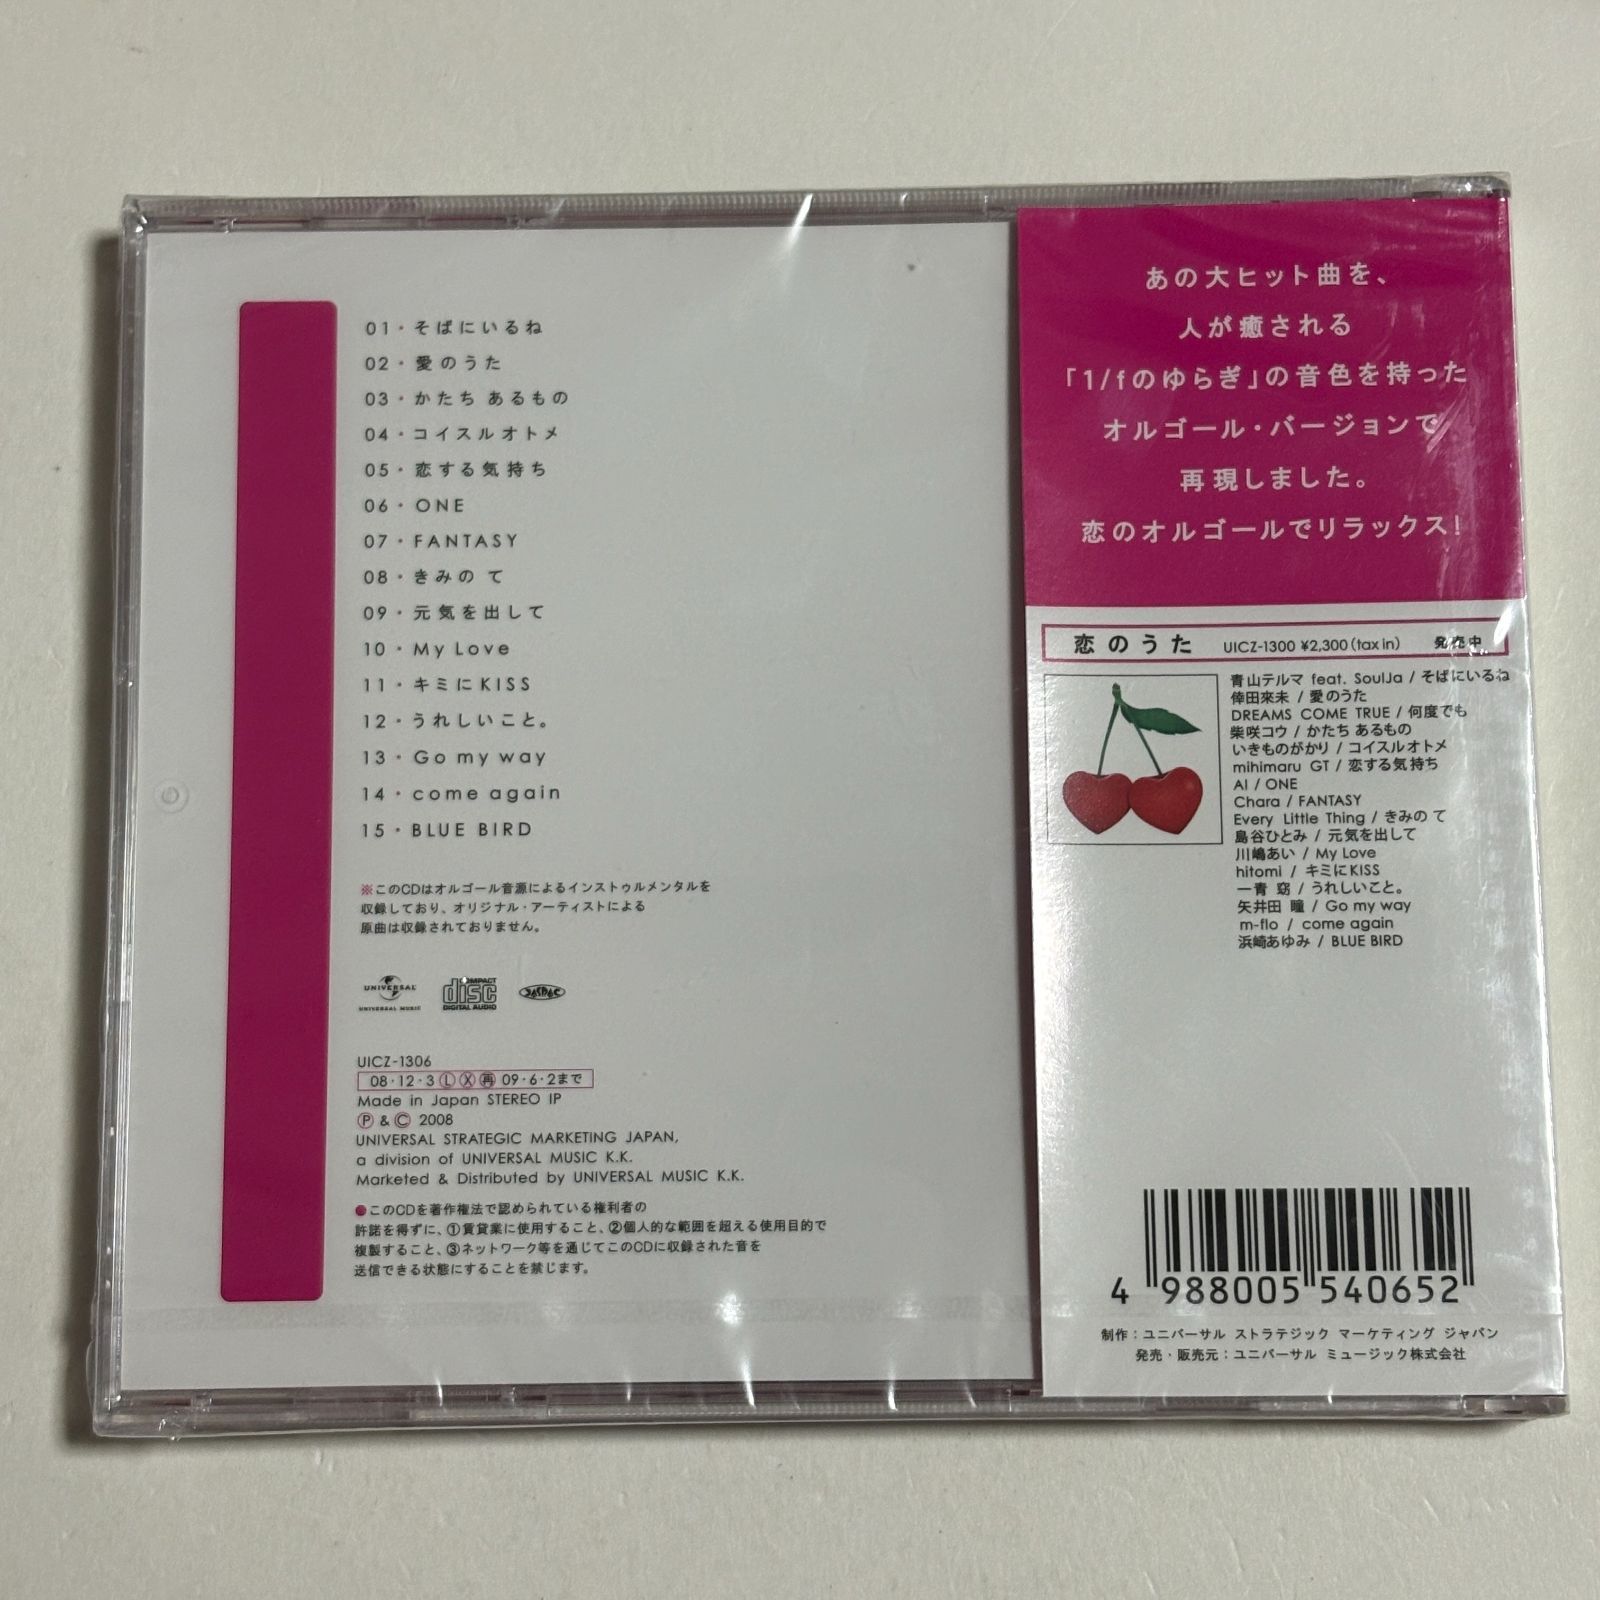 01・そばにいるね
02・愛のうた
03・かたち あるもの
04・コイスルオトメ
05・恋する気持ち
06・ONE
07・FANTASY
08・きみの て
09・元気を出して
10・My Love
11・キミにKISS
12・うれしいこと。
13・Go my way
14・come again
15・BLUE BIRD
※このCDはオルゴール音源によるインストゥルメンタルを
収録しており、オリジナル・アーティストによる
原曲は収録されておりません。
UNIVERSAL
UNIVERSAL MUSIC
COMPACT
disc
DIGITAL AUDIO
JASRAC
UICZ-1306
08・12・3 Ⓛ Ⓧ ㊢ 09・6・2まで
Made in Japan STEREO IP
Ⓟ & Ⓒ 2008
UNIVERSAL STRATEGIC MARKETING JAPAN,
a division of UNIVERSAL MUSIC K.K.
Marketed & Distributed by UNIVERSAL MUSIC K.K.
●このCDを著作権法で認められている権利者の
許諾を得ずに、①賃貸業に使用すること、②個人的な範囲を超える使用目的で
複製すること、③ネットワーク等を通じてこのCDに収録された音を
送信できる状態にすることを禁じます。
あの大ヒット曲を、
人が癒される
「1/fのゆらぎ」の音色を持った
オルゴール・バージョンで
再現しました。
恋のオルゴールでリラックス!
恋のうた UICZ-1300 ¥2,300(tax in) 発売中
青山テルマ feat. SoulJa / そばにいるね
倖田來未 / 愛のうた
DREAMS COME TRUE / 何度でも
柴咲コウ / かたち あるもの
いきものがかり / コイスルオトメ
mihimaru GT / 恋する気持ち
AI / ONE
Chara / FANTASY
Every Little Thing / きみの て
島谷ひとみ / 元気を出して
川嶋あい / My Love
hitomi / キミにKISS
一青 窈 / うれしいこと。
矢井田 瞳 / Go my way
m-flo / come again
浜崎あゆみ / BLUE BIRD
4 988005 540652
制作:ユニバーサル ストラテジック マーケティング ジャパン
発売・販売元:ユニバーサル ミュージック株式会社